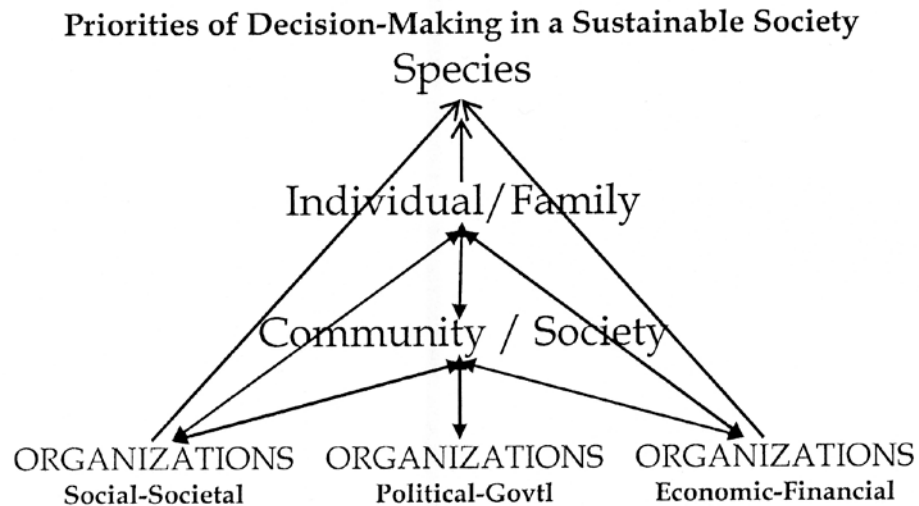 Priorities of Decision-Making in a Sustainable Society
Species
Individual/Family
Community / Society
ORGANIZATIONS ORGANIZATIONS ORGANIZATIONS
Social-Societal Political-Govtl Economic-Financial